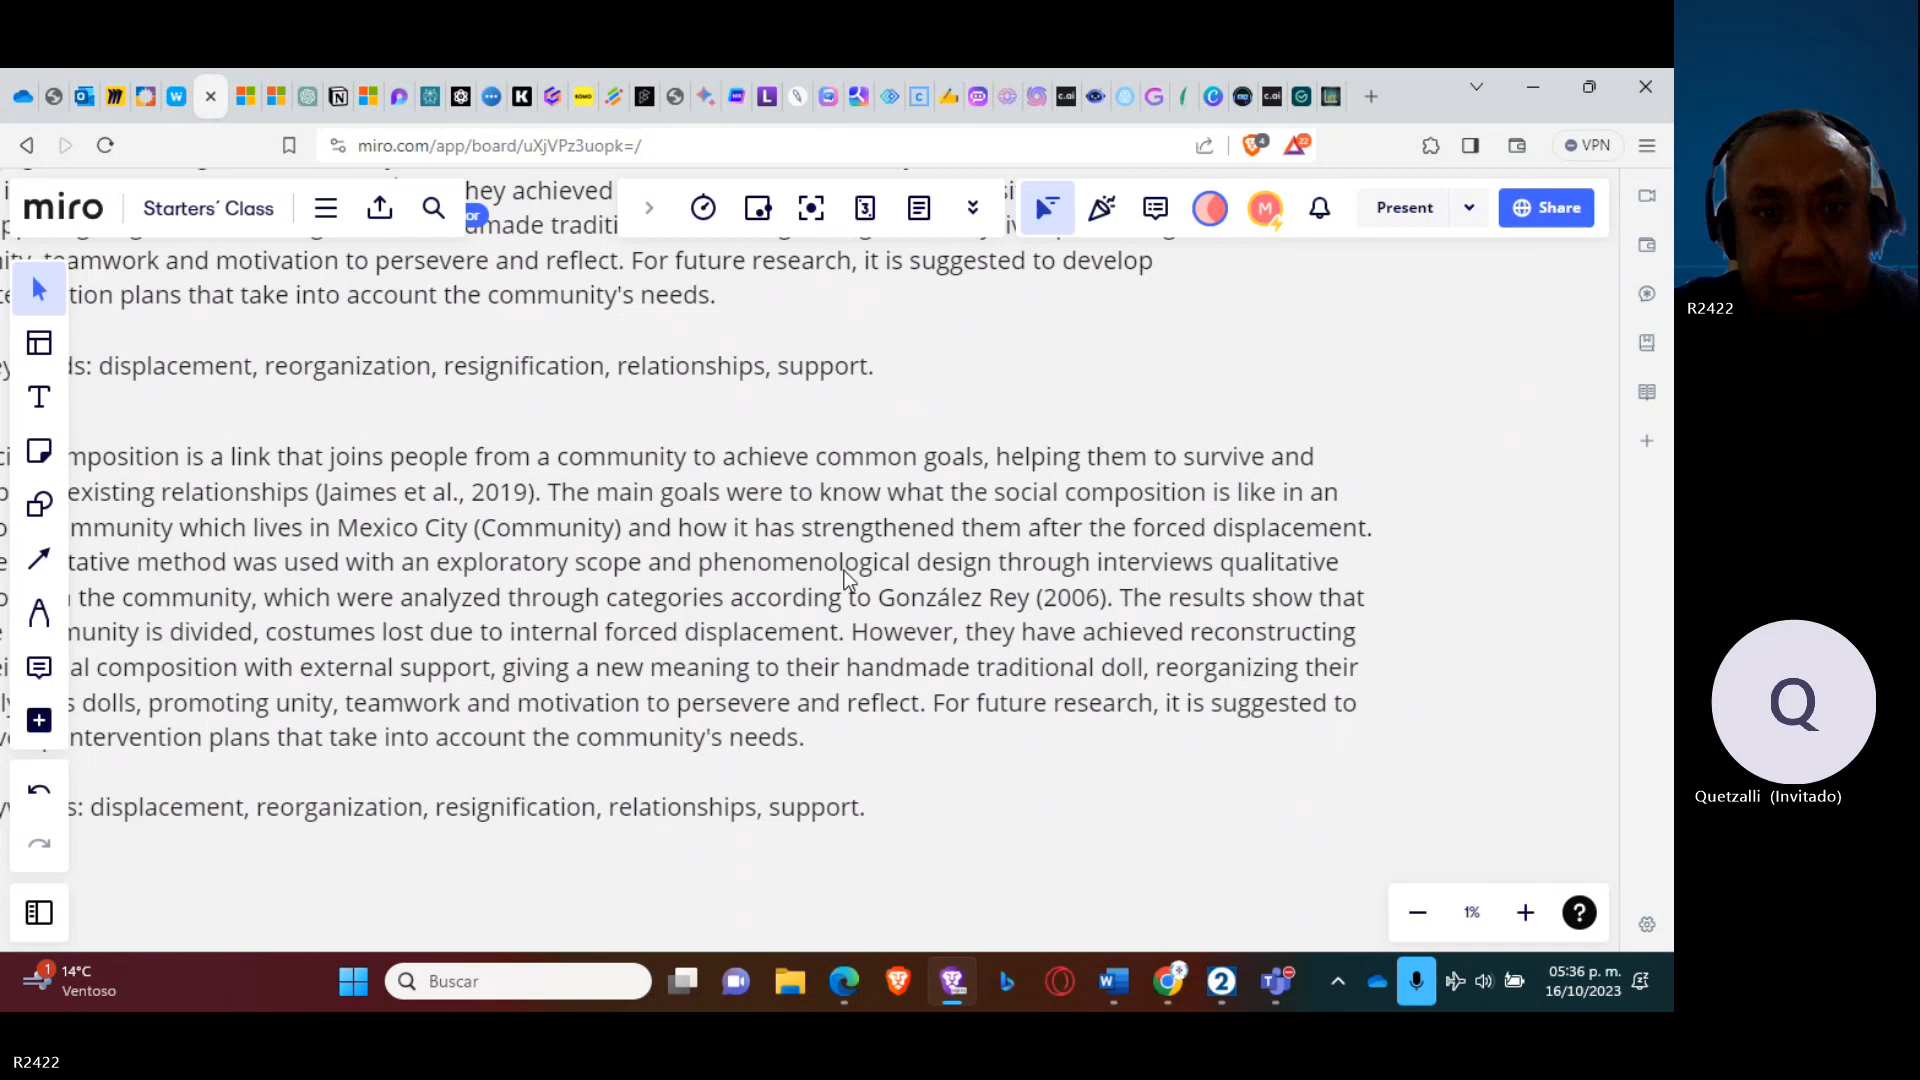 miro.com/app/board/uXjVPz3uopk=/
VPN
miro
Starters´ Class
hey achieved
Present
Share
M
teamwork and motivation to persevere and reflect. For future research, it is suggested to develop
tion plans that take into account the community's needs.
ds: displacement, reorganization, resignification, relationships, support.
mposition is a link that joins people from a community to achieve common goals, helping them to survive and
existing relationships (Jaimes et al., 2019). The main goals were to know what the social composition is like in an
mmunity which lives in Mexico City (Community) and how it has strengthened them after the forced displacement.
tative method was used with an exploratory scope and phenomenological design through interviews qualitative
the community, which were analyzed through categories according to González Rey (2006). The results show that
munity is divided, costumes lost due to internal forced displacement. However, they have achieved reconstructing
al composition with external support, giving a new meaning to their handmade traditional doll, reorganizing their
s dolls, promoting unity, teamwork and motivation to persevere and reflect. For future research, it is suggested to
ntervention plans that take into account the community's needs.
s: displacement, reorganization, resignification, relationships, support.
1%
14°C
Ventoso
Buscar
05:36 p. m.
16/10/2023
R2422
Q
Quetzalli (Invitado)
R2422